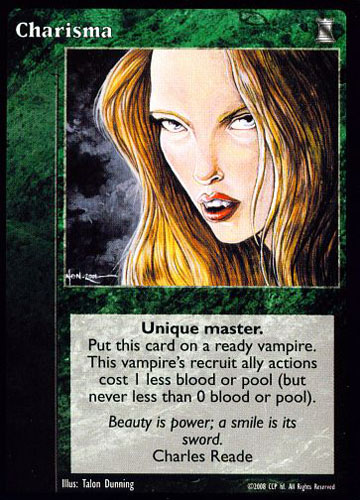 Charisma
Unique master.
Put this card on a ready vampire.
This vampire's recruit ally actions
cost 1 less blood or pool (but
never less than 0 blood or pool).
Beauty is power; a smile is its
sword.
Charles Reade
Illus: Talon Dunning
©2008 CCP hf. All Rights Reserved